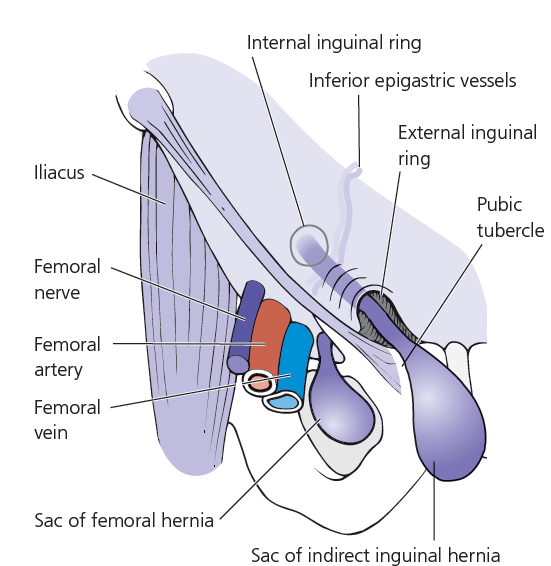 Internal inguinal ring
Inferior epigastric vessels
External inguinal
ring
Iliacus
Pubic
tubercle
Femoral
nerve
Femoral
artery
Femoral
vein
Sac of femoral hernia
Sac of indirect inguinal hernia